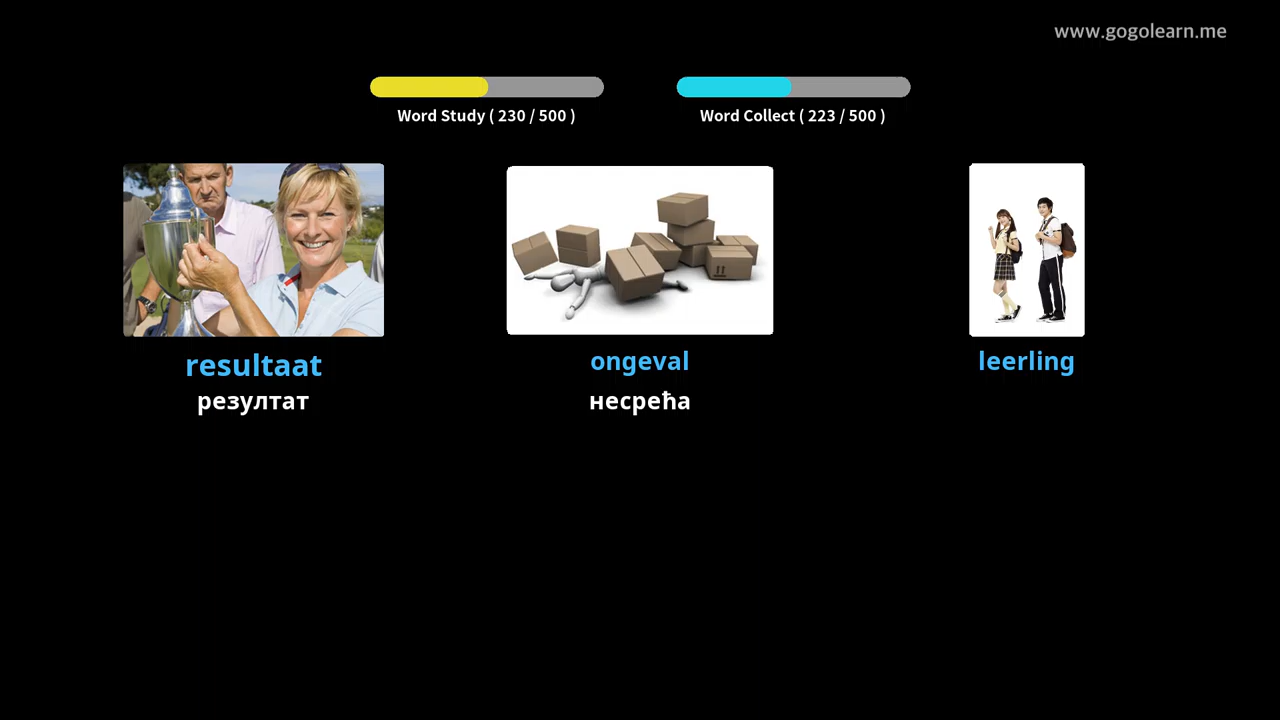 www.gogolearn.me
Word Study ( 230 / 500 )
Word Collect ( 223 / 500 )
resultaat
ongeval
leerling
резултат
несрећа